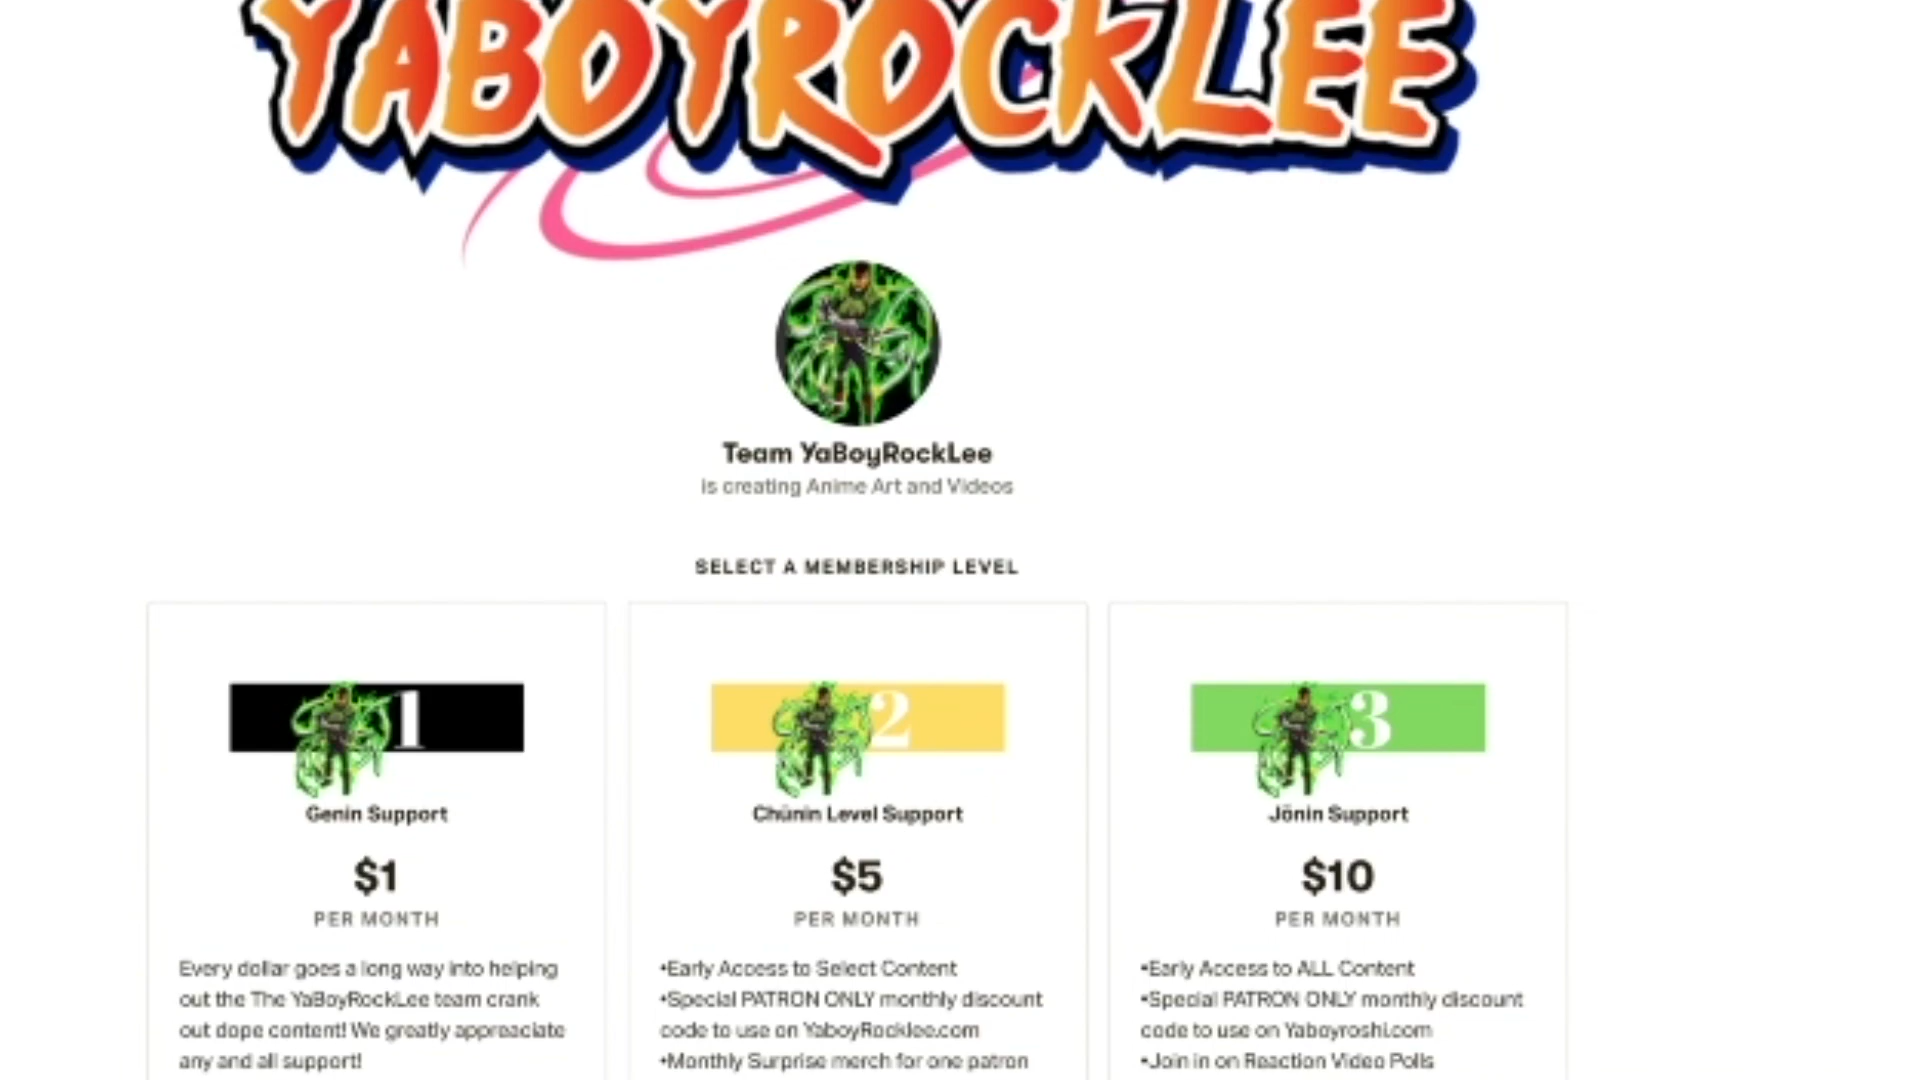 YABOYROCKLEE
Team YaBoyRockLee
is creating Anime Art and Videos
SELECT A MEMBERSHIP LEVEL
1
Genin Support
$1
PER MONTH
Every dollar goes a long way into helping
out the The YaBoyRockLee team crank
out dope content! We greatly appreaciate
any and all support!
2
Chūnin Level Support
$5
PER MONTH
•Early Access to Select Content
•Special PATRON ONLY monthly discount
code to use on YaboyRocklee.com
•Monthly Surprise merch for one patron
3
Jōnin Support
$10
PER MONTH
•Early Access to ALL Content
•Special PATRON ONLY monthly discount
code to use on Yaboyroshi.com
•Join in on Reaction Video Polls